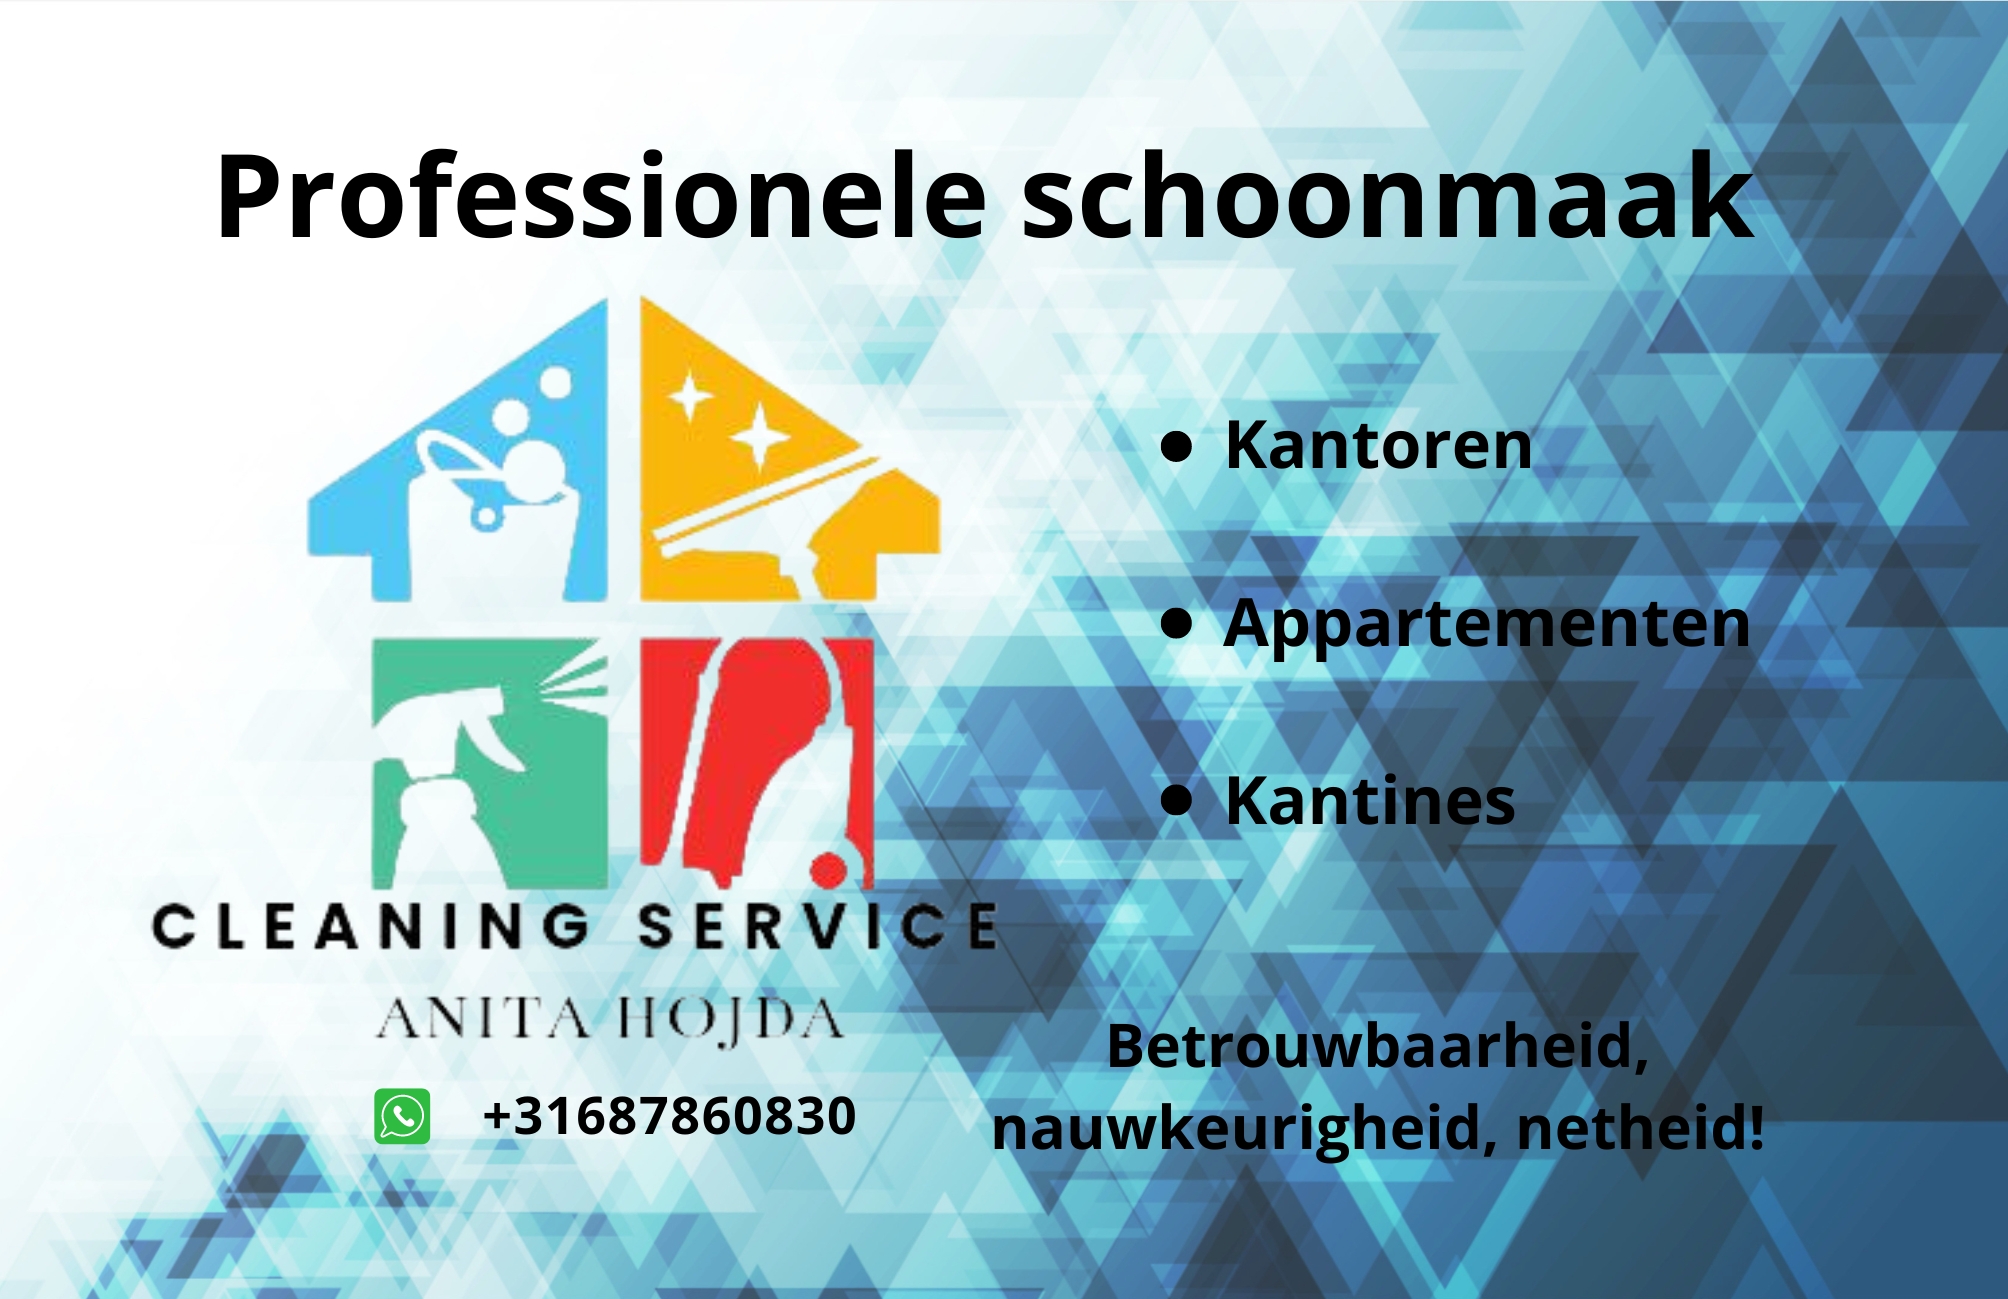 Professionele schoonmaak
• Kantoren
• Appartementen
• Kantines
CLEANING SERVICE
ANITA HOJDA
+31687860830
Betrouwbaarheid,
nauwkeurigheid, netheid!